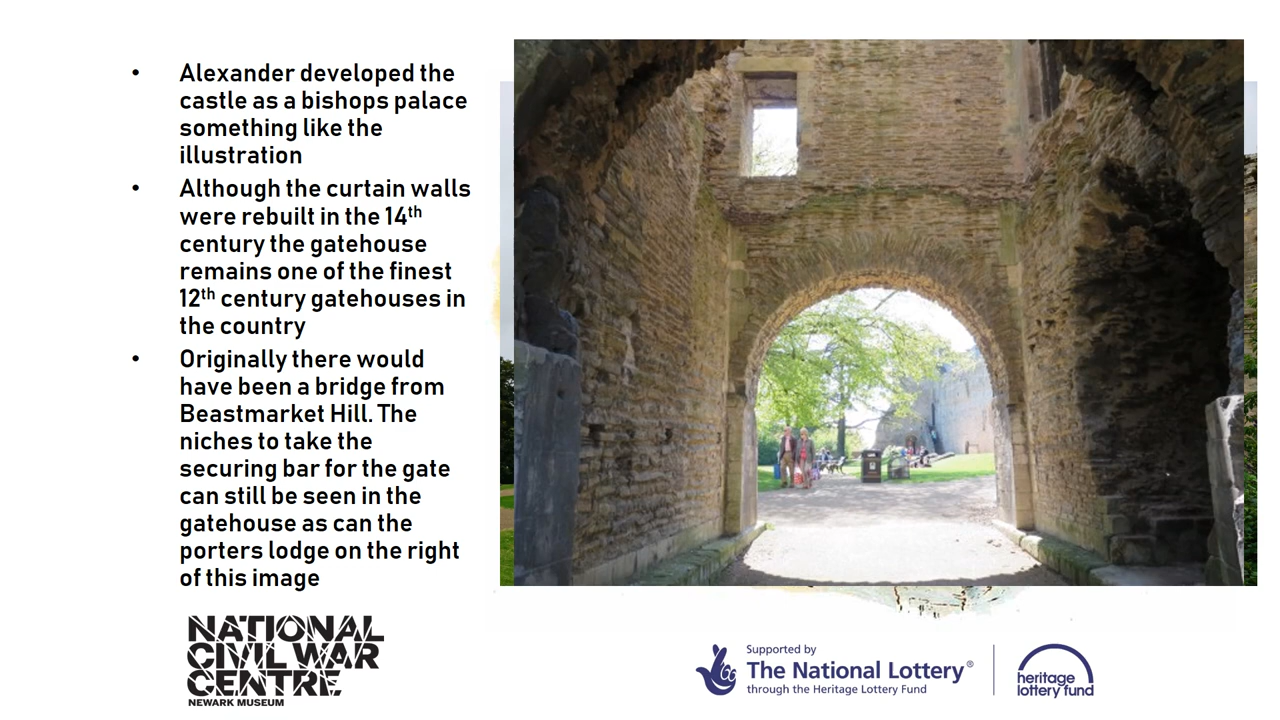 • Alexander developed the
castle as a bishops palace
something like the
illustration
• Although the curtain walls
were rebuilt in the 14th
century the gatehouse
remains one of the finest
12th century gatehouses in
the country
• Originally there would
have been a bridge from
Beastmarket Hill. The
niches to take the
securing bar for the gate
can still be seen in the
gatehouse as can the
porters lodge on the right
of this image
NATIONAL
CIVIL WAR
CENTRE
NEWARK MUSEUM
Supported by
The National Lottery®
through the Heritage Lottery Fund
heritage
lottery fund